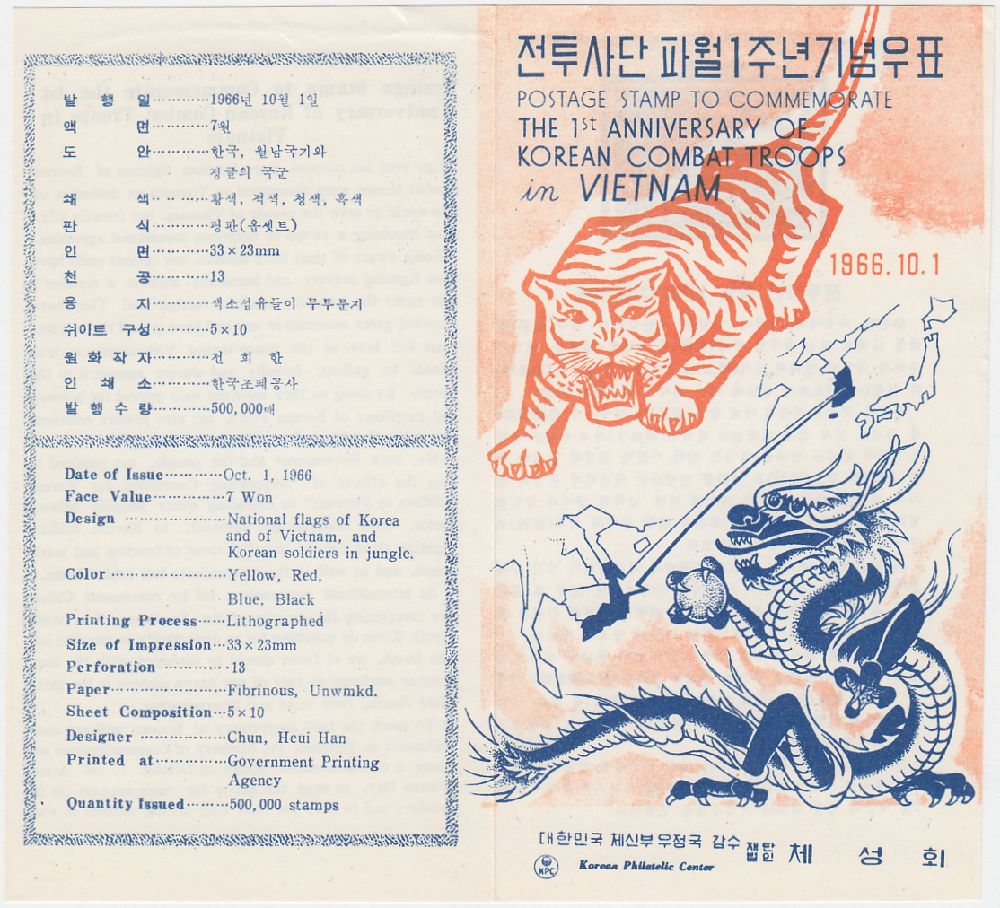 발 행 일··········1966년 10월 1일
액 면··········7원
도 안··········한국, 월남국기와
정글의 국군
색 색··········황색, 적색, 청색, 흑색
판 식··········평판(옵셋트)
인 면··········33×23mm
천 공··········13
용 지··········색소섬유들이 무투문지
쉬이트 구성·····5×10
원 화 작 자·····전 희 한
인 쇄 소·····한국조폐공사
발 행 수 량·····500,000매
Date of Issue··········Oct. 1, 1966
Face Value··········7 Won
Design··········National flags of Korea
and of Vietnam, and
Korean soldiers in jungle.
Color··········Yellow, Red.
Blue, Black
Printing Process·····Lithographed
Size of Impression··33×23mm
Perforation··········13
Paper··········Fibrinous, Unwmkd.
Sheet Composition··5×10
Designer··········Chun, Heui Han
Printed at··········Government Printing
Agency
Quantity Issued·····500,000 stamps
전투사단 파월1주년기념우표
POSTAGE STAMP TO COMMEMORATE
THE 1st ANNIVERSARY OF
KOREAN COMBAT TROOPS
in VIETNAM
1966.10.1
대한민국 체신부우정국 감수 재단법인 체 성 회
KPC Korean Philatelic Center